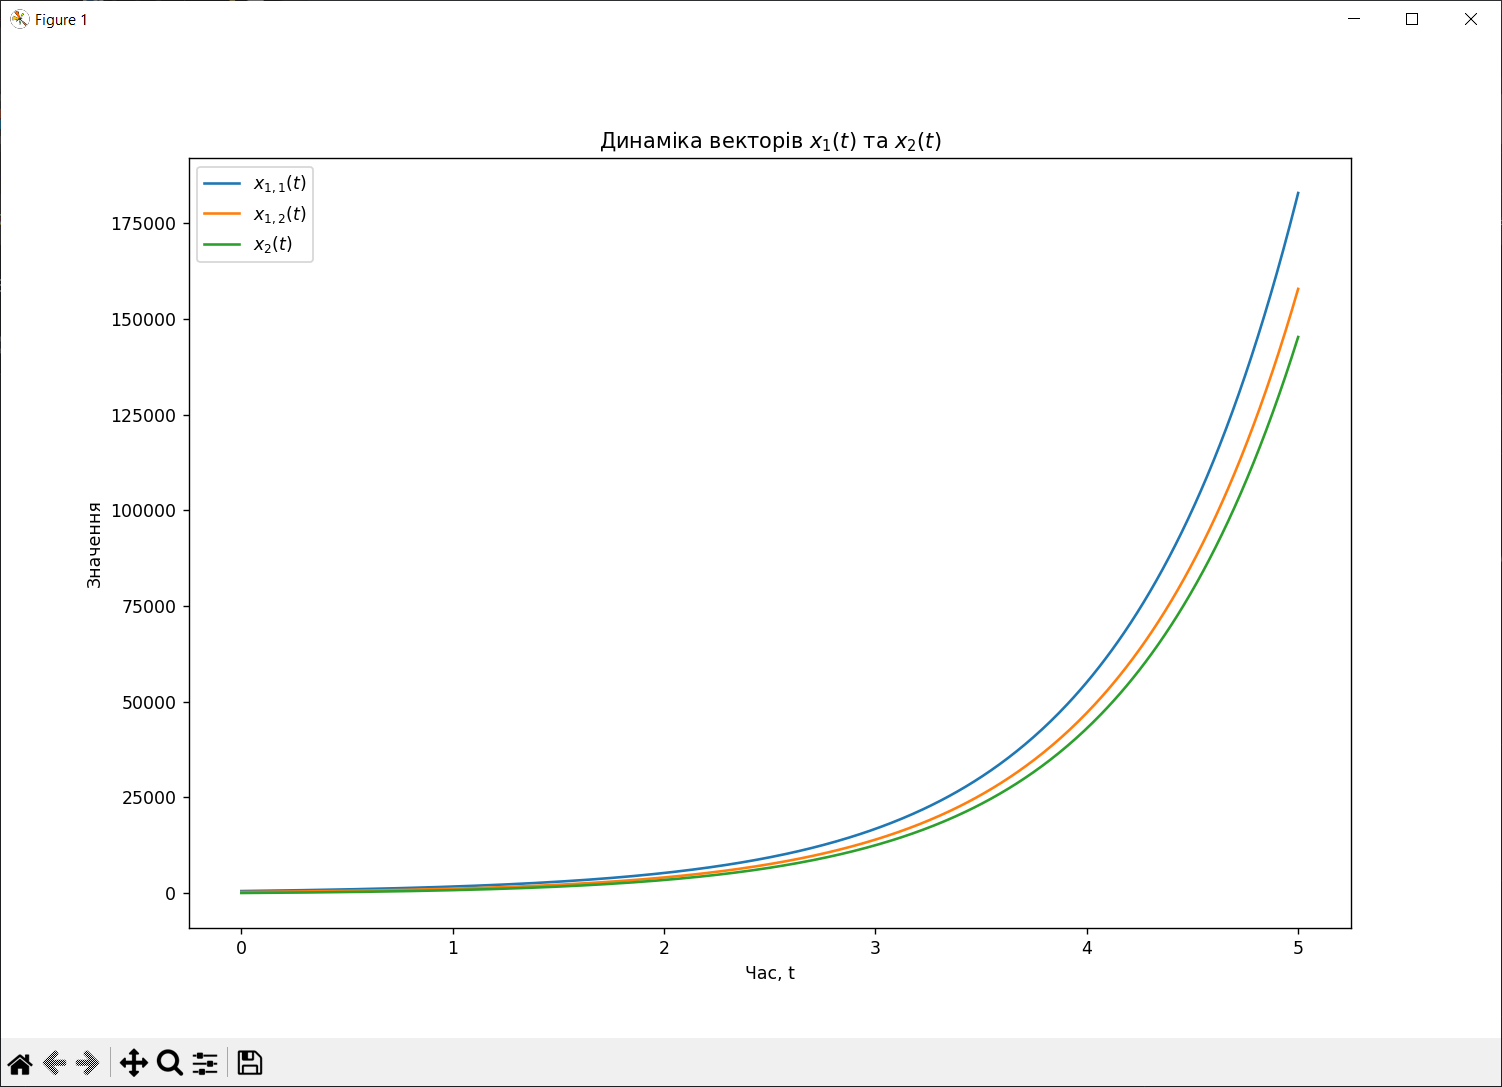 Figure 1
Динаміка векторів x₁(t) та x₂(t)
x₁,₁(t)
x₁,₂(t)
x₂(t)
175000
150000
125000
100000
75000
50000
25000
0
Значення
0 1 2 3 4 5
Час, t